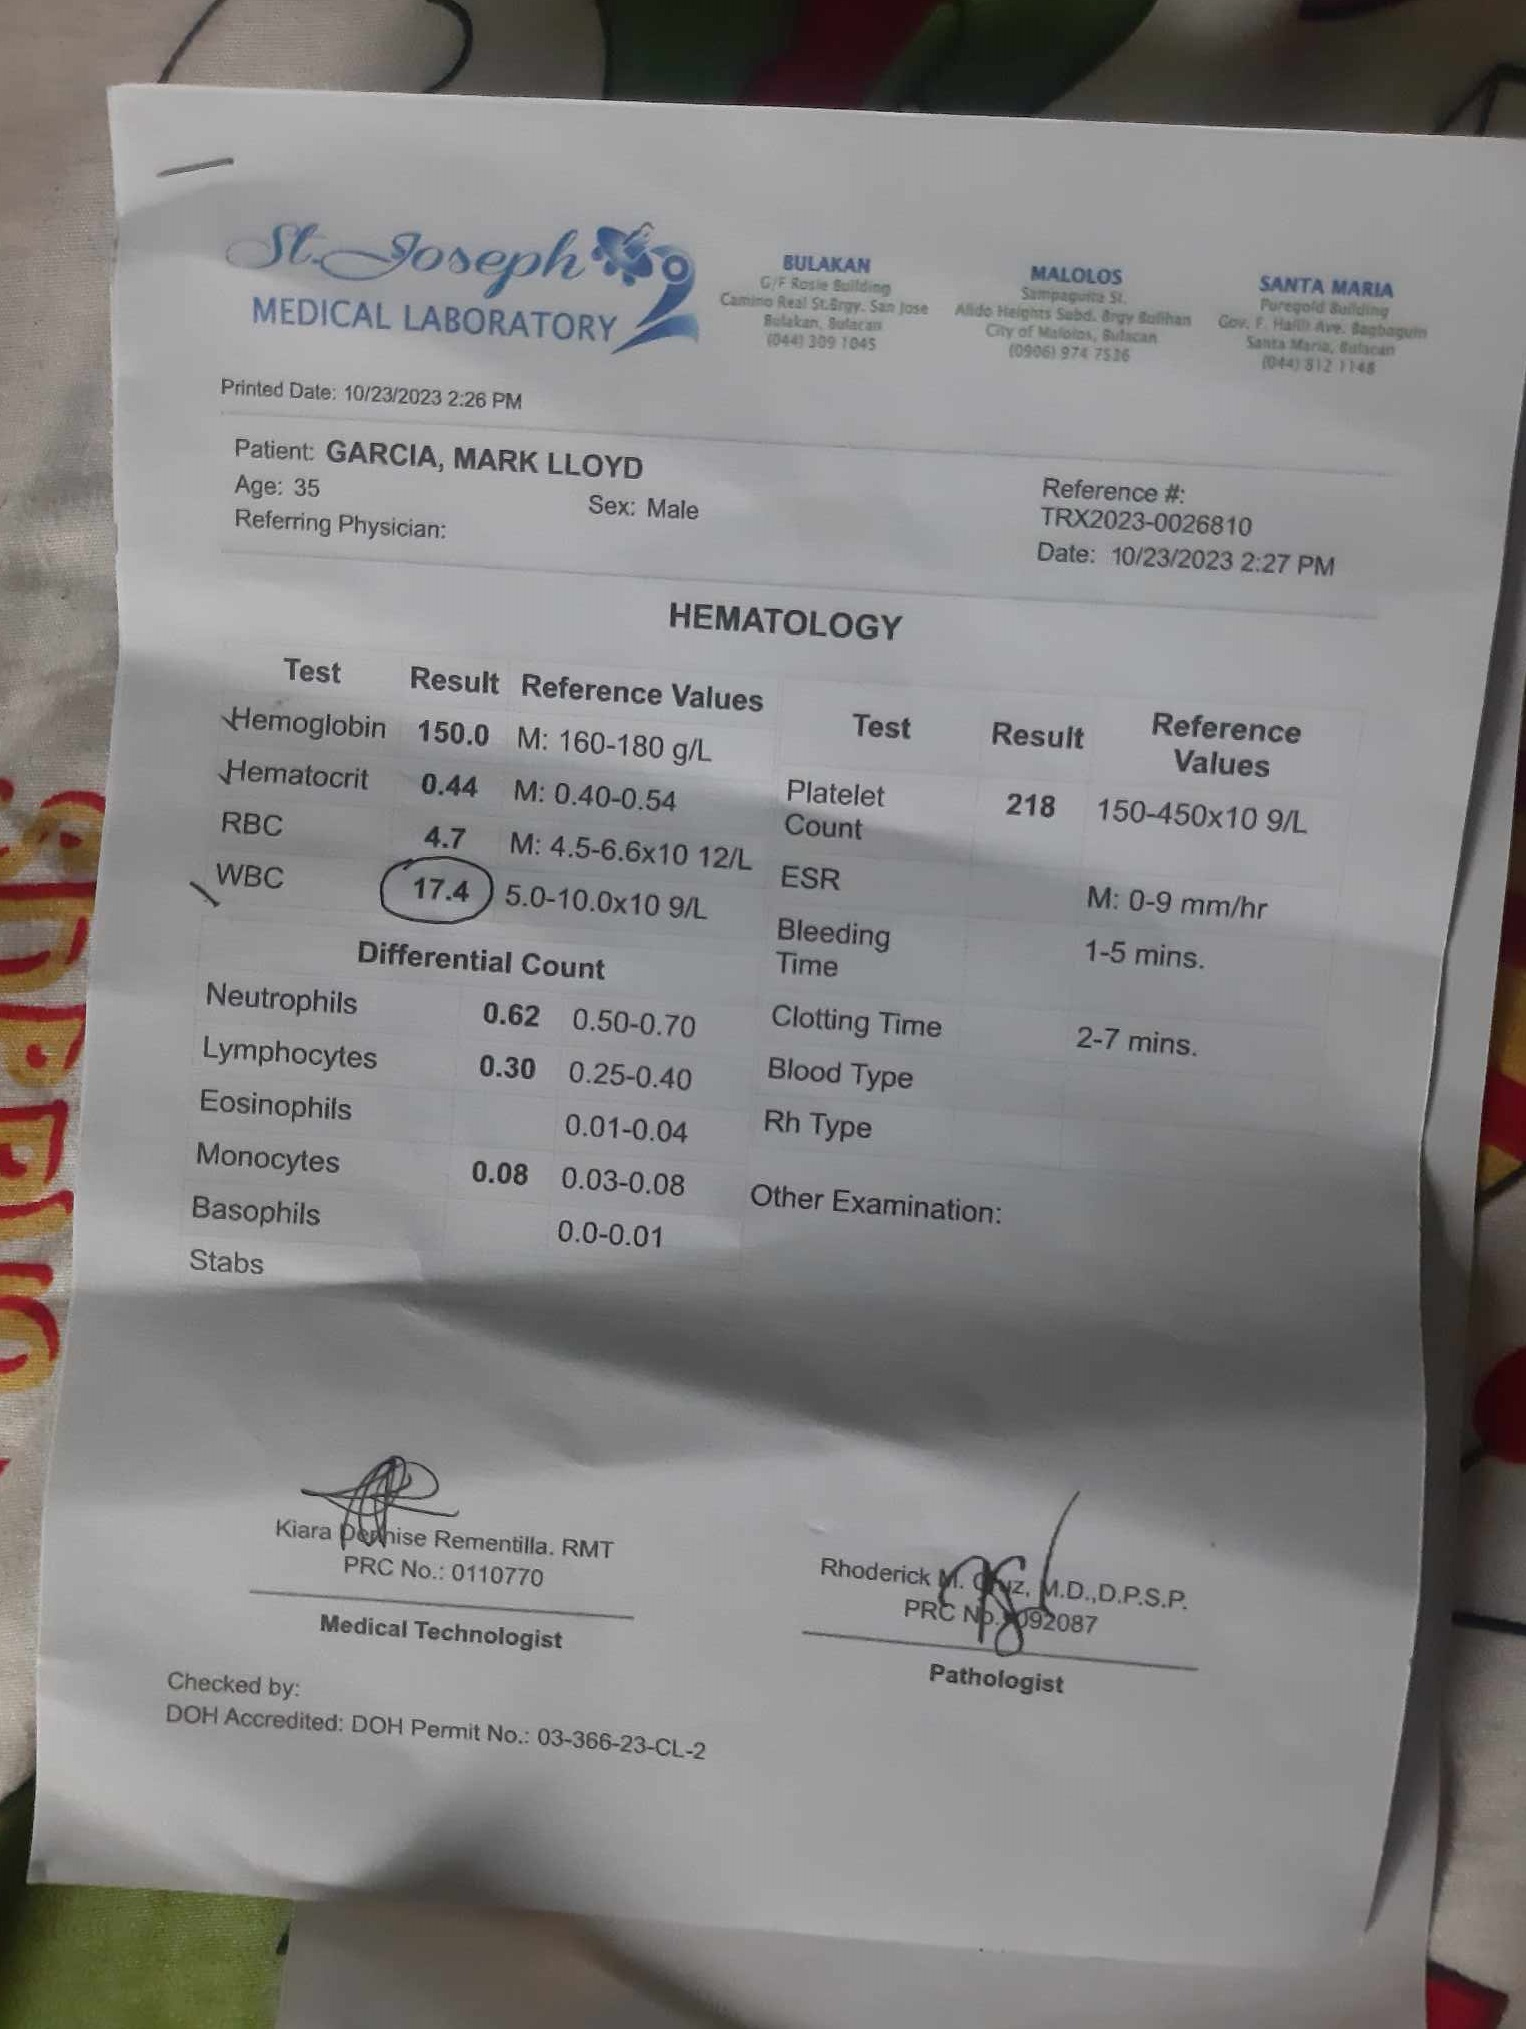 St. Joseph 2
MEDICAL LABORATORY
BULAKAN
G/F Rosie Building
Camino Real St. Brgy. San Jose
Bulakan, Bulacan
(044) 309 1045
MALOLOS
Sampaguita St.
Alido Heights Subd. Brgy Bulihan
City of Malolos, Bulacan
(0906) 974 7536
SANTA MARIA
Puregold Building
Gov. F. Halili Ave. Bagbaguin
Santa Maria, Bulacan
(044) 812 1148
Printed Date: 10/23/2023 2:26 PM
Patient: GARCIA, MARK LLOYD
Age: 35
Sex: Male
Referring Physician:
Reference #:
TRX2023-0026810
Date: 10/23/2023 2:27 PM
HEMATOLOGY
Test Result Reference Values
Hemoglobin 150.0 M: 160-180 g/L
Hematocrit 0.44 M: 0.40-0.54
RBC 4.7 M: 4.5-6.6x10 12/L
WBC 17.4 5.0-10.0x10 9/L
Differential Count
Neutrophils 0.62 0.50-0.70
Lymphocytes 0.30 0.25-0.40
Eosinophils 0.01-0.04
Monocytes 0.08 0.03-0.08
Basophils 0.0-0.01
Stabs
Test Result Reference
Values
Platelet
Count 218 150-450x10 9/L
ESR M: 0-9 mm/hr
Bleeding
Time 1-5 mins.
Clotting Time 2-7 mins.
Blood Type
Rh Type
Other Examination:
Kiara Dennise Rementilla. RMT
PRC No.: 0110770
Medical Technologist
Rhoderick M. Cruz, M.D.,D.P.S.P.
PRC No. 092087
Pathologist
Checked by:
DOH Accredited: DOH Permit No.: 03-366-23-CL-2